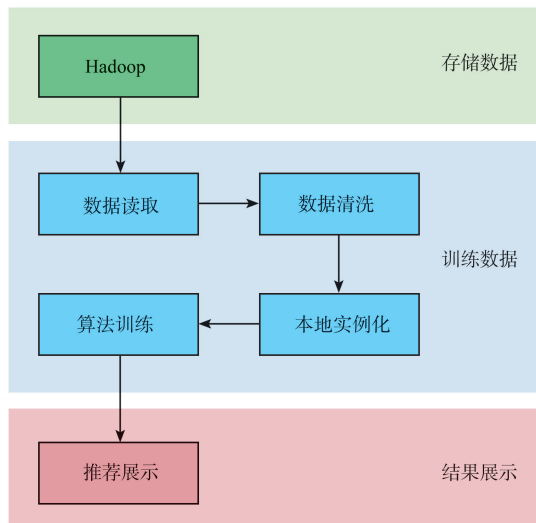 Hadoop
存储数据
数据读取
数据清洗
训练数据
算法训练
本地实例化
推荐展示
结果展示